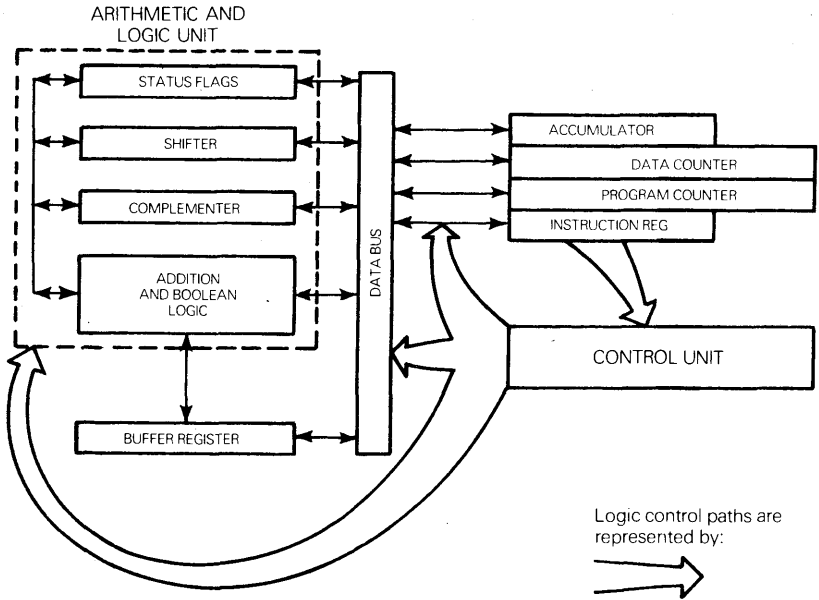 ARITHMETIC AND
LOGIC UNIT
STATUS FLAGS
SHIFTER
COMPLEMENTER
ADDITION
AND BOOLEAN
LOGIC
BUFFER REGISTER
DATA BUS
ACCUMULATOR
DATA COUNTER
PROGRAM COUNTER
INSTRUCTION REG
CONTROL UNIT
Logic control paths are
represented by: